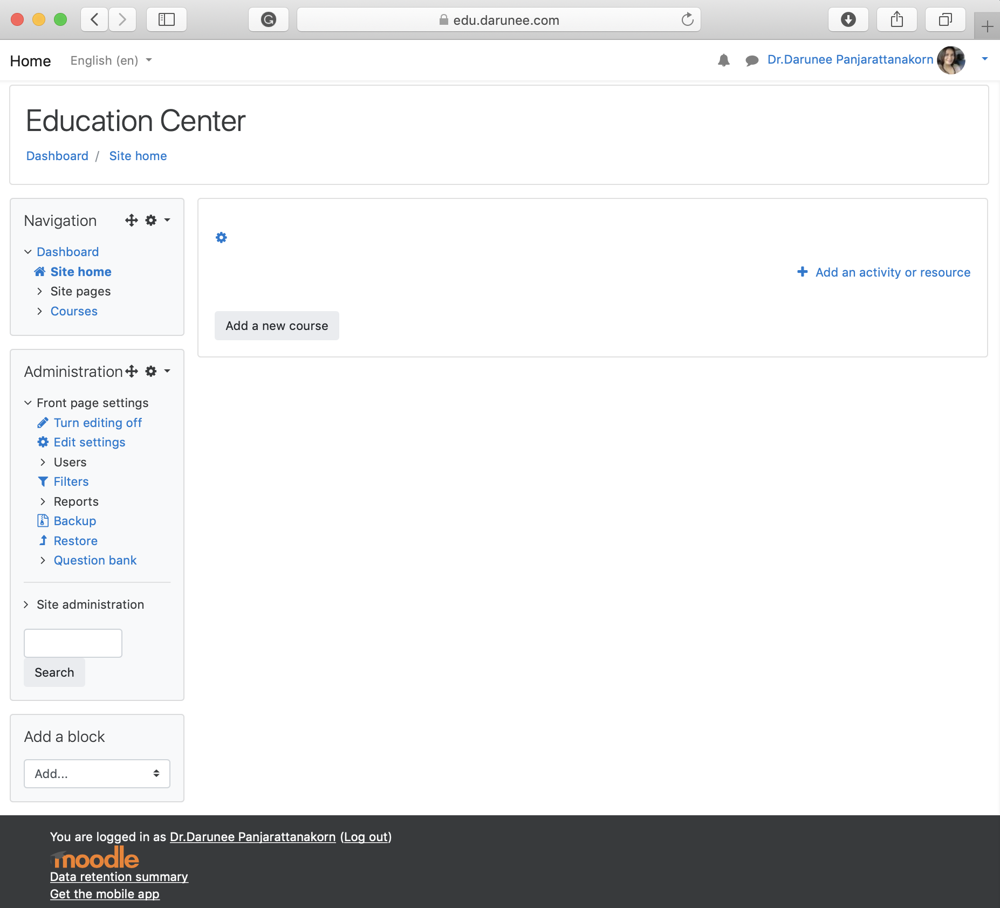 edu.darunee.com
Home English (en) Dr.Darunee Panjarattanakorn
Education Center
Dashboard / Site home
Navigation
Dashboard
Site home
Site pages
Courses
Add an activity or resource
Add a new course
Administration
Front page settings
Turn editing off
Edit settings
Users
Filters
Reports
Backup
Restore
Question bank
Site administration
Search
Add a block
Add...
You are logged in as Dr.Darunee Panjarattanakorn (Log out)
moodle
Data retention summary
Get the mobile app